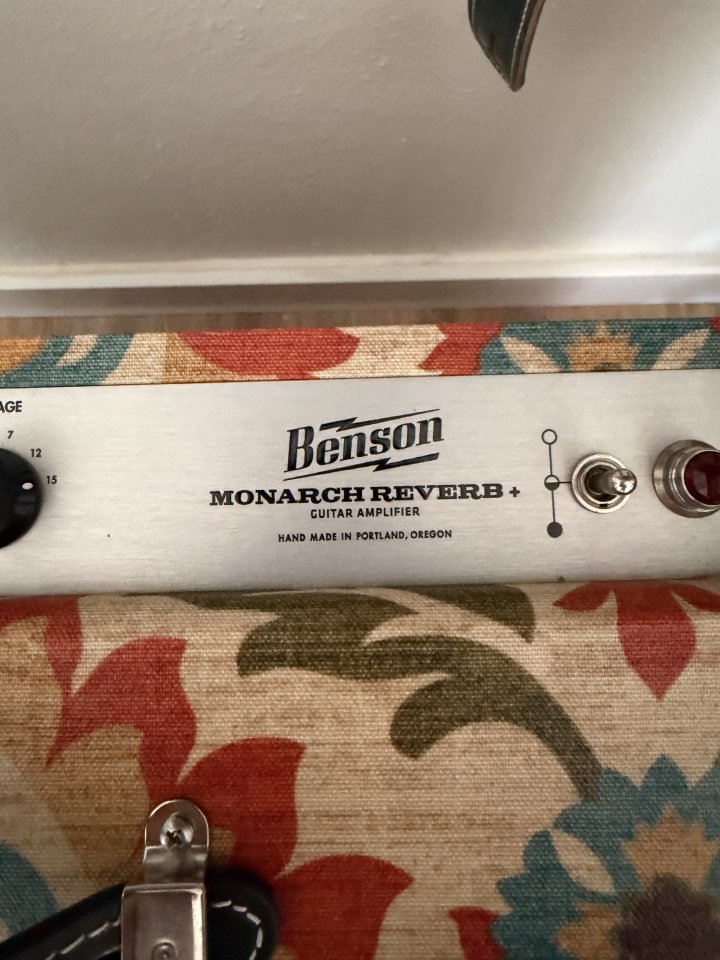 AGE
7
12
15
Benson
MONARCH REVERB +
GUITAR AMPLIFIER
HAND MADE IN PORTLAND, OREGON